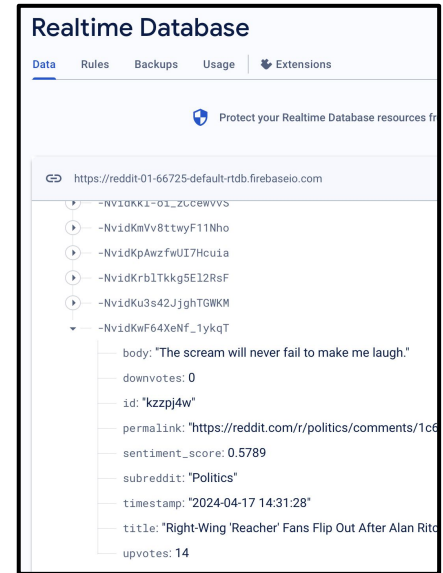 Realtime Database
Data Rules Backups Usage Extensions
Protect your Realtime Database resources fr
https://reddit-01-66725-default-rtdb.firebaseio.com
-NvidKmVv8ttwyF11Nho
-NvidKpAwzfwUI7Hcuia
-NvidKrblTkkg5El2RsF
-NvidKu3s42JjghTGWKM
-NvidKwF64XeNf_1ykqT
body: "The scream will never fail to make me laugh."
downvotes: 0
id: "kzzpj4w"
permalink: "https://reddit.com/r/politics/comments/1c6
sentiment_score: 0.5789
subreddit: "Politics"
timestamp: "2024-04-17 14:31:28"
title: "Right-Wing 'Reacher' Fans Flip Out After Alan Ritc
upvotes: 14